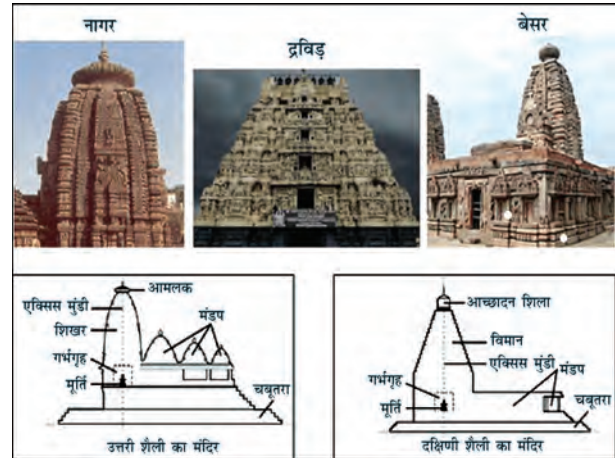 नागर
द्रविड़
बेसर
आमलक
एक्सिस मुंडी
शिखर
मंडप
गर्भगृह
मूर्ति
चबूतरा
उत्तरी शैली का मंदिर
आच्छादन शिला
विमान
एक्सिस मुंडी
मंडप
गर्भगृह
मूर्ति
चबूतरा
दक्षिणी शैली का मंदिर